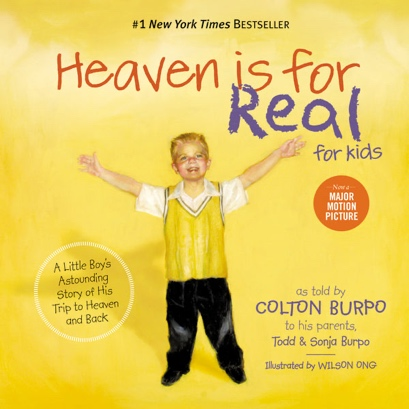 #1 New York Times BESTSELLER
Heaven is for
Real
for kids
Now a
MAJOR
MOTION
PICTURE
A Little Boy's
Astounding
Story of His
Trip to Heaven
and Back
as told by
COLTON BURPO
to his parents,
Todd & Sonja Burpo
Illustrated by WILSON ONG